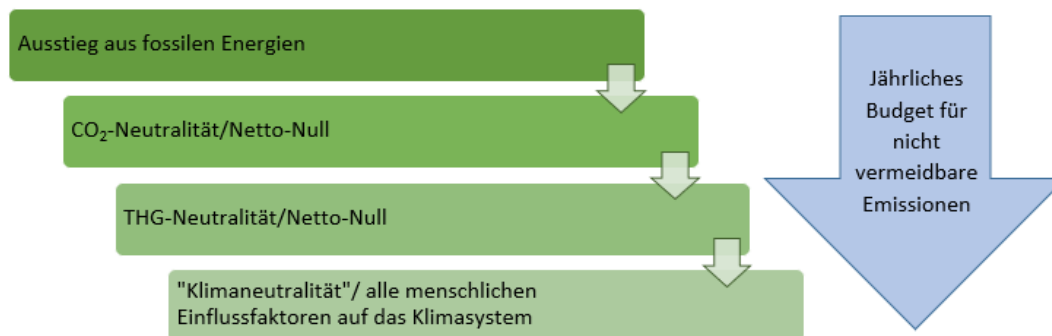 Ausstieg aus fossilen Energien
CO₂-Neutralität/Netto-Null
THG-Neutralität/Netto-Null
"Klimaneutralität"/ alle menschlichen
Einflussfaktoren auf das Klimasystem
Jährliches
Budget für
nicht
vermeidbare
Emissionen